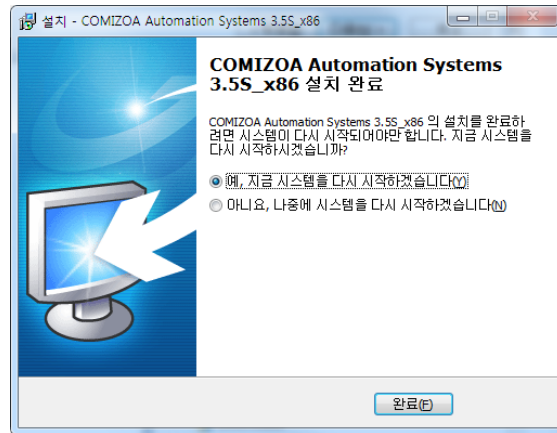 설치 - COMIZOA Automation Systems 3.5S_x86
COMIZOA Automation Systems
3.5S_x86 설치 완료
COMIZOA Automation Systems 3.5S_x86 의 설치를 완료하
려면 시스템이 다시 시작되어야만 합니다. 지금 시스템을
다시 시작하시겠습니까?
예, 지금 시스템을 다시 시작하겠습니다(Y)
아니요, 나중에 시스템을 다시 시작하겠습니다(N)
완료(F)